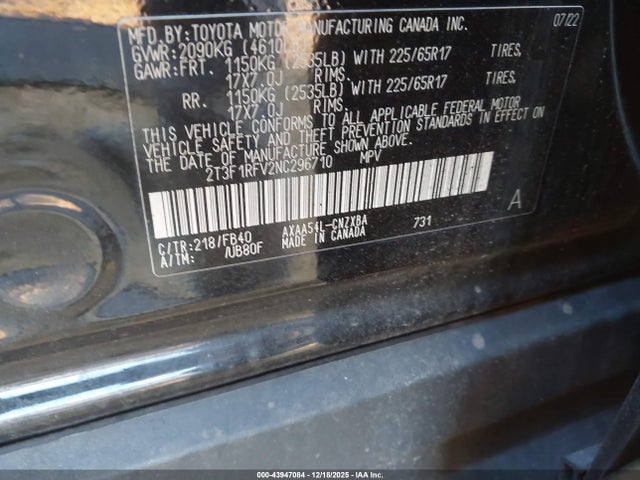 MFD.BY: TOYOTA MOTOR MANUFACTURING CANADA INC. 07/22
GVWR: 2090KG (4610LB)
GAWR: FRT. 1150KG (2535LB) WITH 225/65R17 TIRES,
17X7.0J RIMS,
RR. 1150KG (2535LB) WITH 225/65R17 TIRES,
17X7.0J RIMS,
THIS VEHICLE CONFORMS TO ALL APPLICABLE FEDERAL MOTOR
VEHICLE SAFETY AND THEFT PREVENTION STANDARDS IN EFFECT ON
THE DATE OF MANUFACTURE SHOWN ABOVE.
2T3F1RFV2NC296710 MPV
C/TR: 218/FB40 AXAA54L-CNZXBA 731 A
A/TM: /UB80F MADE IN CANADA
000-43947084 | 12/18/2025 | IAA Inc.